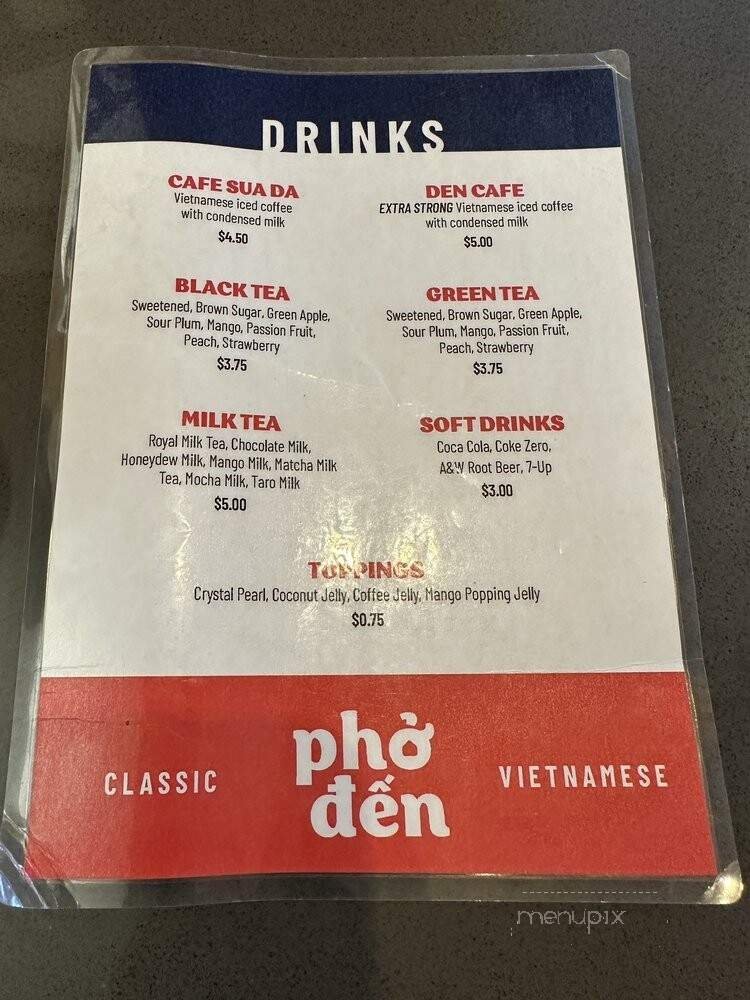 DRINKS
CAFE SUA DA
Vietnamese iced coffee
with condensed milk
$4.50
DEN CAFE
EXTRA STRONG Vietnamese iced coffee
with condensed milk
$5.00
BLACK TEA
Sweetened, Brown Sugar, Green Apple,
Sour Plum, Mango, Passion Fruit,
Peach, Strawberry
$3.75
GREEN TEA
Sweetened, Brown Sugar, Green Apple,
Sour Plum, Mango, Passion Fruit,
Peach, Strawberry
$3.75
MILK TEA
Royal Milk Tea, Chocolate Milk,
Honeydew Milk, Mango Milk, Matcha Milk
Tea, Mocha Milk, Taro Milk
$5.00
SOFT DRINKS
Coca Cola, Coke Zero,
A&W Root Beer, 7-Up
$3.00
TOPPINGS
Crystal Pearl, Coconut Jelly, Coffee Jelly, Mango Popping Jelly
$0.75
CLASSIC
phở
đến
VIETNAMESE
menupix